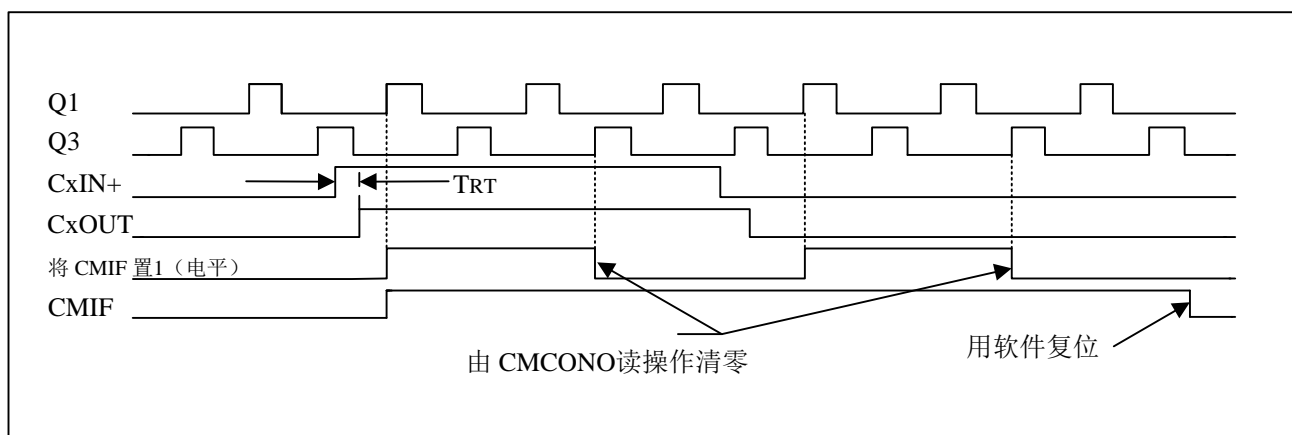 Q1
Q3
CxIN+
TRT
CxOUT
将 CMIF 置1（电平）
CMIF
由 CMCONO读操作清零
用软件复位